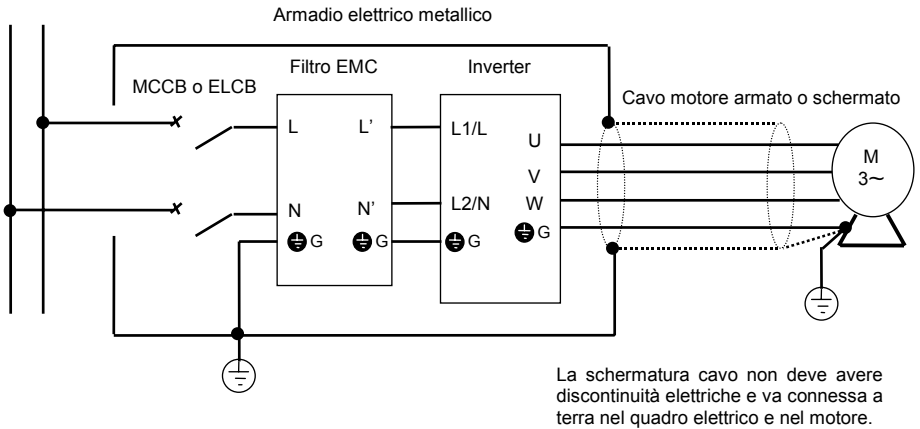 Armadio elettrico metallico
Filtro EMC
Inverter
MCCB o ELCB
Cavo motore armato o schermato
L
L'
L1/L
U
M
3~
V
N
N'
L2/N
W
G
G
G
G
La schermatura cavo non deve avere
discontinuità elettriche e va connessa a
terra nel quadro elettrico e nel motore.